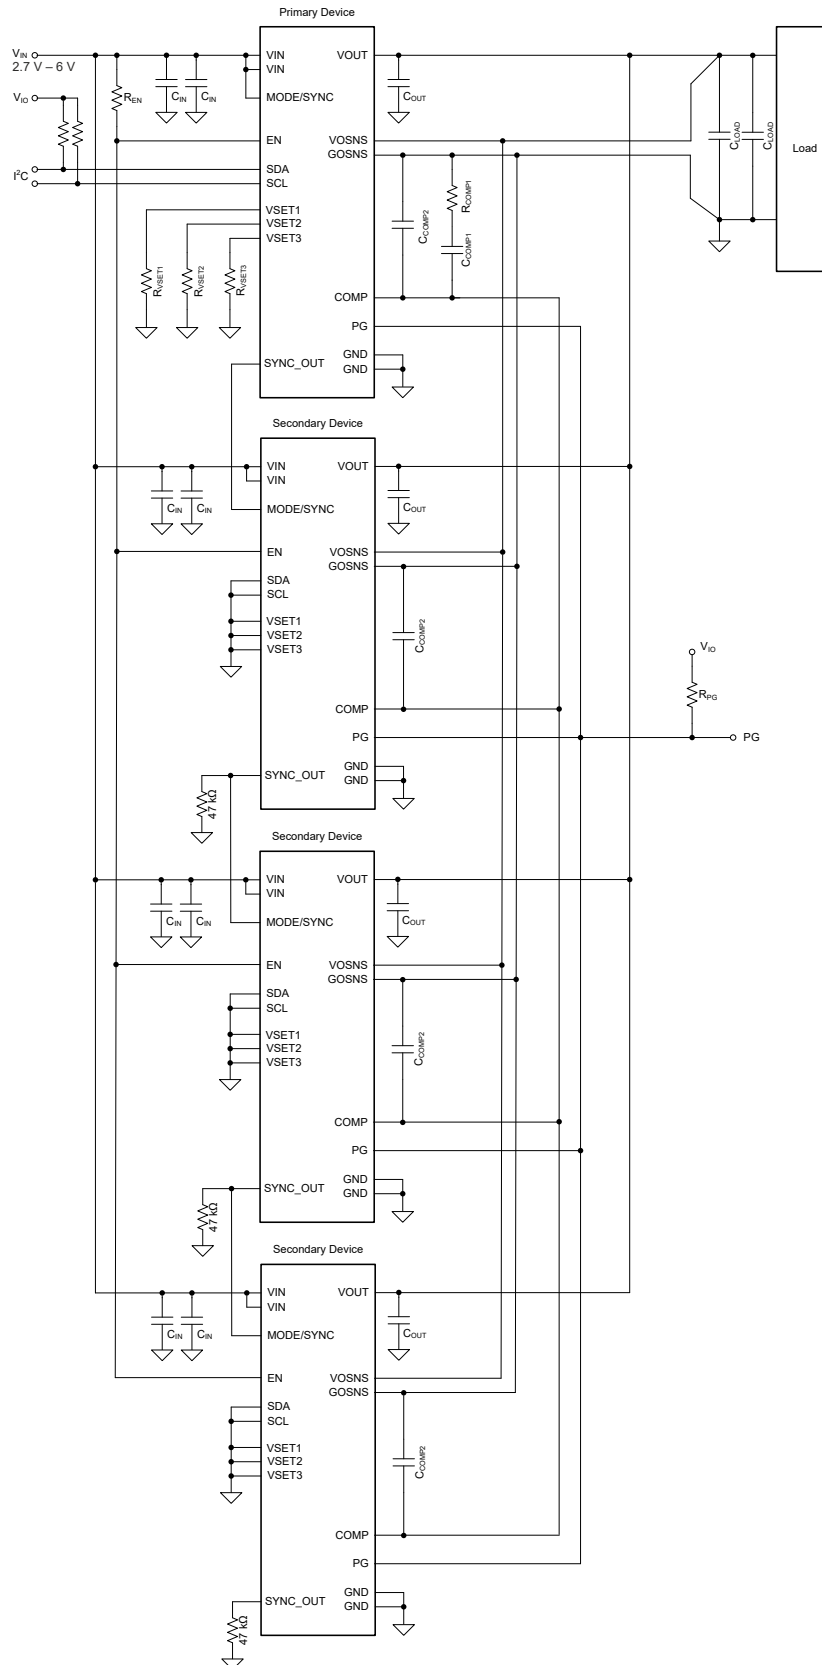 Primary Device
VIN
2.7 V – 6 V
VIO
I2C
REN
CIN
CIN
VIN
VIN
MODE/SYNC
EN
SDA
SCL
VSET1
VSET2
VSET3
RVSET1
RVSET2
RVSET3
SYNC_OUT
VOUT
VOSNS
GOSNS
COMP
PG
GND
GND
COUT
CCOMP2
RCOMP1
CCOMP1
CLOAD
CLOAD
Load
Secondary Device
CIN
CIN
VIN
VIN
MODE/SYNC
EN
SDA
SCL
VSET1
VSET2
VSET3
SYNC_OUT
47 kΩ
VOUT
VOSNS
GOSNS
COMP
PG
GND
GND
COUT
CCOMP2
VIO
RPG
PG
Secondary Device
CIN
CIN
VIN
VIN
MODE/SYNC
EN
SDA
SCL
VSET1
VSET2
VSET3
SYNC_OUT
47 kΩ
VOUT
VOSNS
GOSNS
COMP
PG
GND
GND
COUT
CCOMP2
Secondary Device
CIN
CIN
VIN
VIN
MODE/SYNC
EN
SDA
SCL
VSET1
VSET2
VSET3
SYNC_OUT
47 kΩ
VOUT
VOSNS
GOSNS
COMP
PG
GND
GND
COUT
CCOMP2